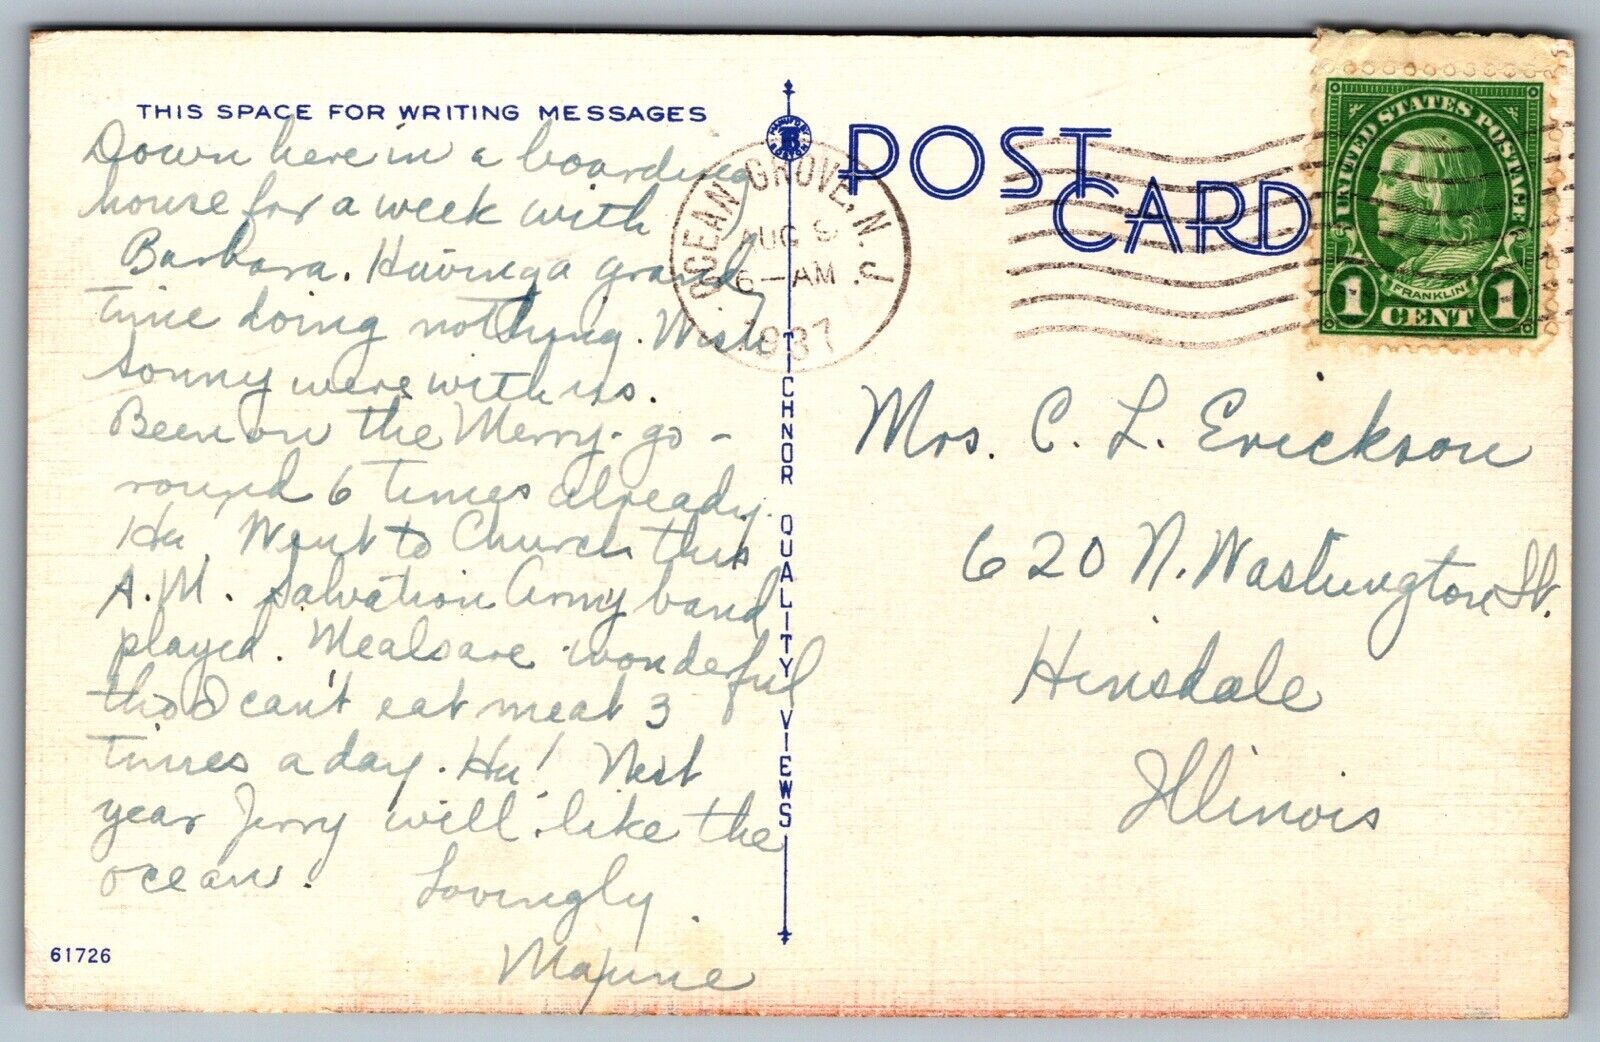 THIS SPACE FOR WRITING MESSAGES
Down here in a boarding
house for a week with
Barbara. Having a grand
time doing nothing. Wish
Sonny were with us.
Been on the Merry-go-
round 6 times already.
Ha. Went to Church this
A.M. Salvation Army band
played. Meals are wonderful
tho I can't eat meat 3
times a day. Ha! Next
year Jerry will like the
ocean. Lovingly
Maxine
61726
TICHNOR QUALITY VIEWS
POST CARD
OCEAN GROVE, N.J.
AUG 9
6-AM
1937
UNITED STATES POSTAGE
FRANKLIN
1 CENT 1
Mrs. C. L. Erickson
620 N. Washington St.
Hinsdale
Illinois